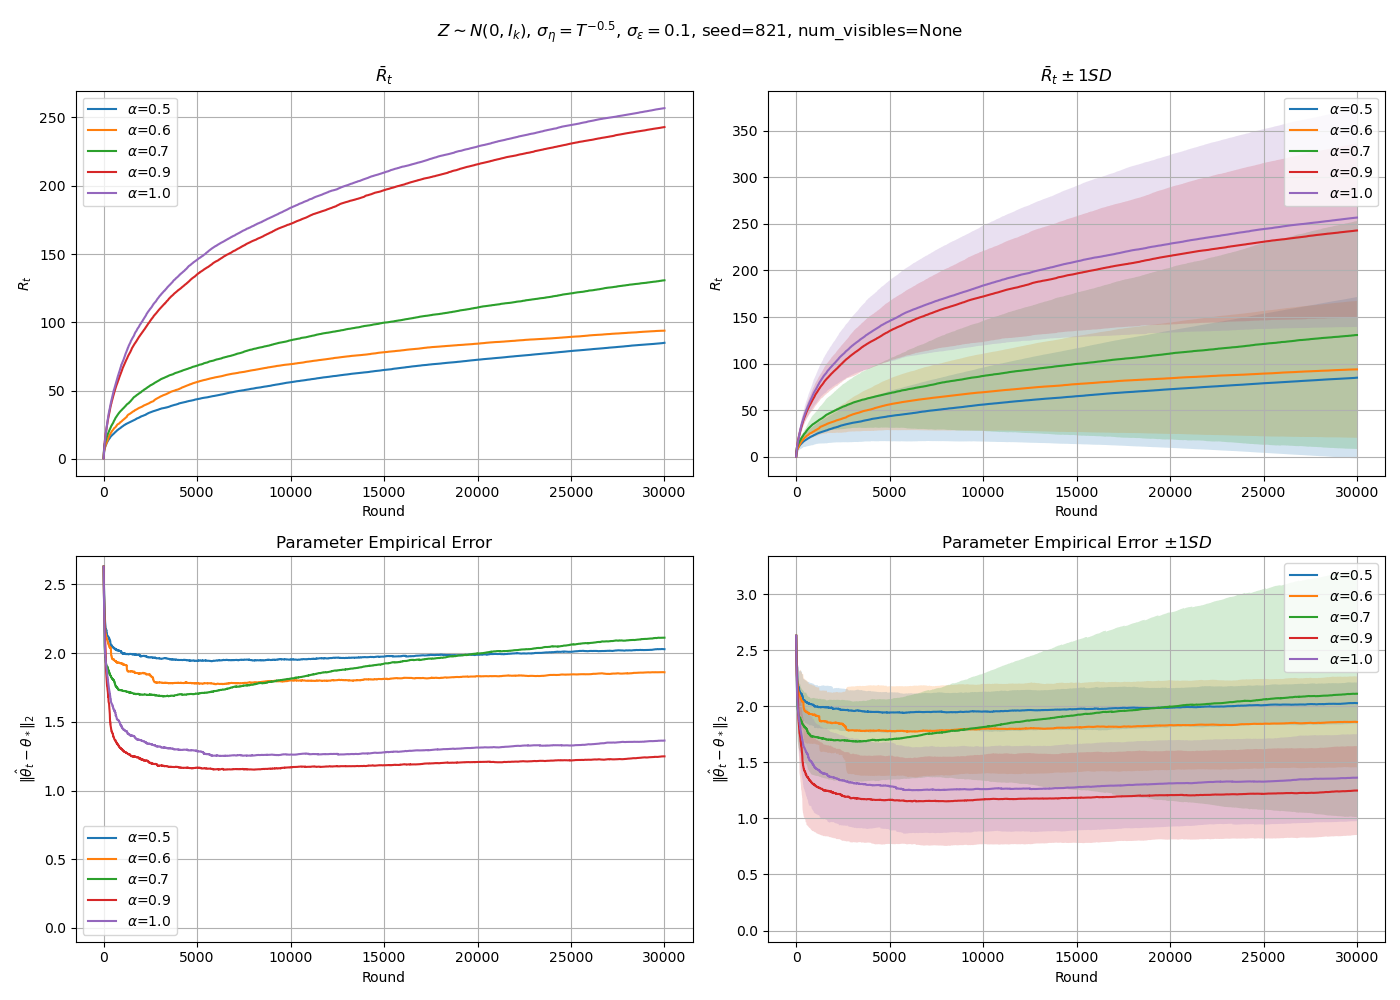 Z ∼ N(0, I_k), σ_η = T^{−0.5}, σ_ε = 0.1, seed=821, num_visibles=None
R̄_t
R_t
250
200
150
100
50
0
α=0.5
α=0.6
α=0.7
α=0.9
α=1.0
0 5000 10000 15000 20000 25000 30000
Round
R̄_t ± 1SD
R_t
350
300
250
200
150
100
50
0
α=0.5
α=0.6
α=0.7
α=0.9
α=1.0
0 5000 10000 15000 20000 25000 30000
Round
Parameter Empirical Error
‖θ̂_t − θ_*‖_2
2.5
2.0
1.5
1.0
0.5
0.0
α=0.5
α=0.6
α=0.7
α=0.9
α=1.0
0 5000 10000 15000 20000 25000 30000
Round
Parameter Empirical Error ±1SD
‖θ̂_t − θ_*‖_2
3.0
2.5
2.0
1.5
1.0
0.5
0.0
α=0.5
α=0.6
α=0.7
α=0.9
α=1.0
0 5000 10000 15000 20000 25000 30000
Round